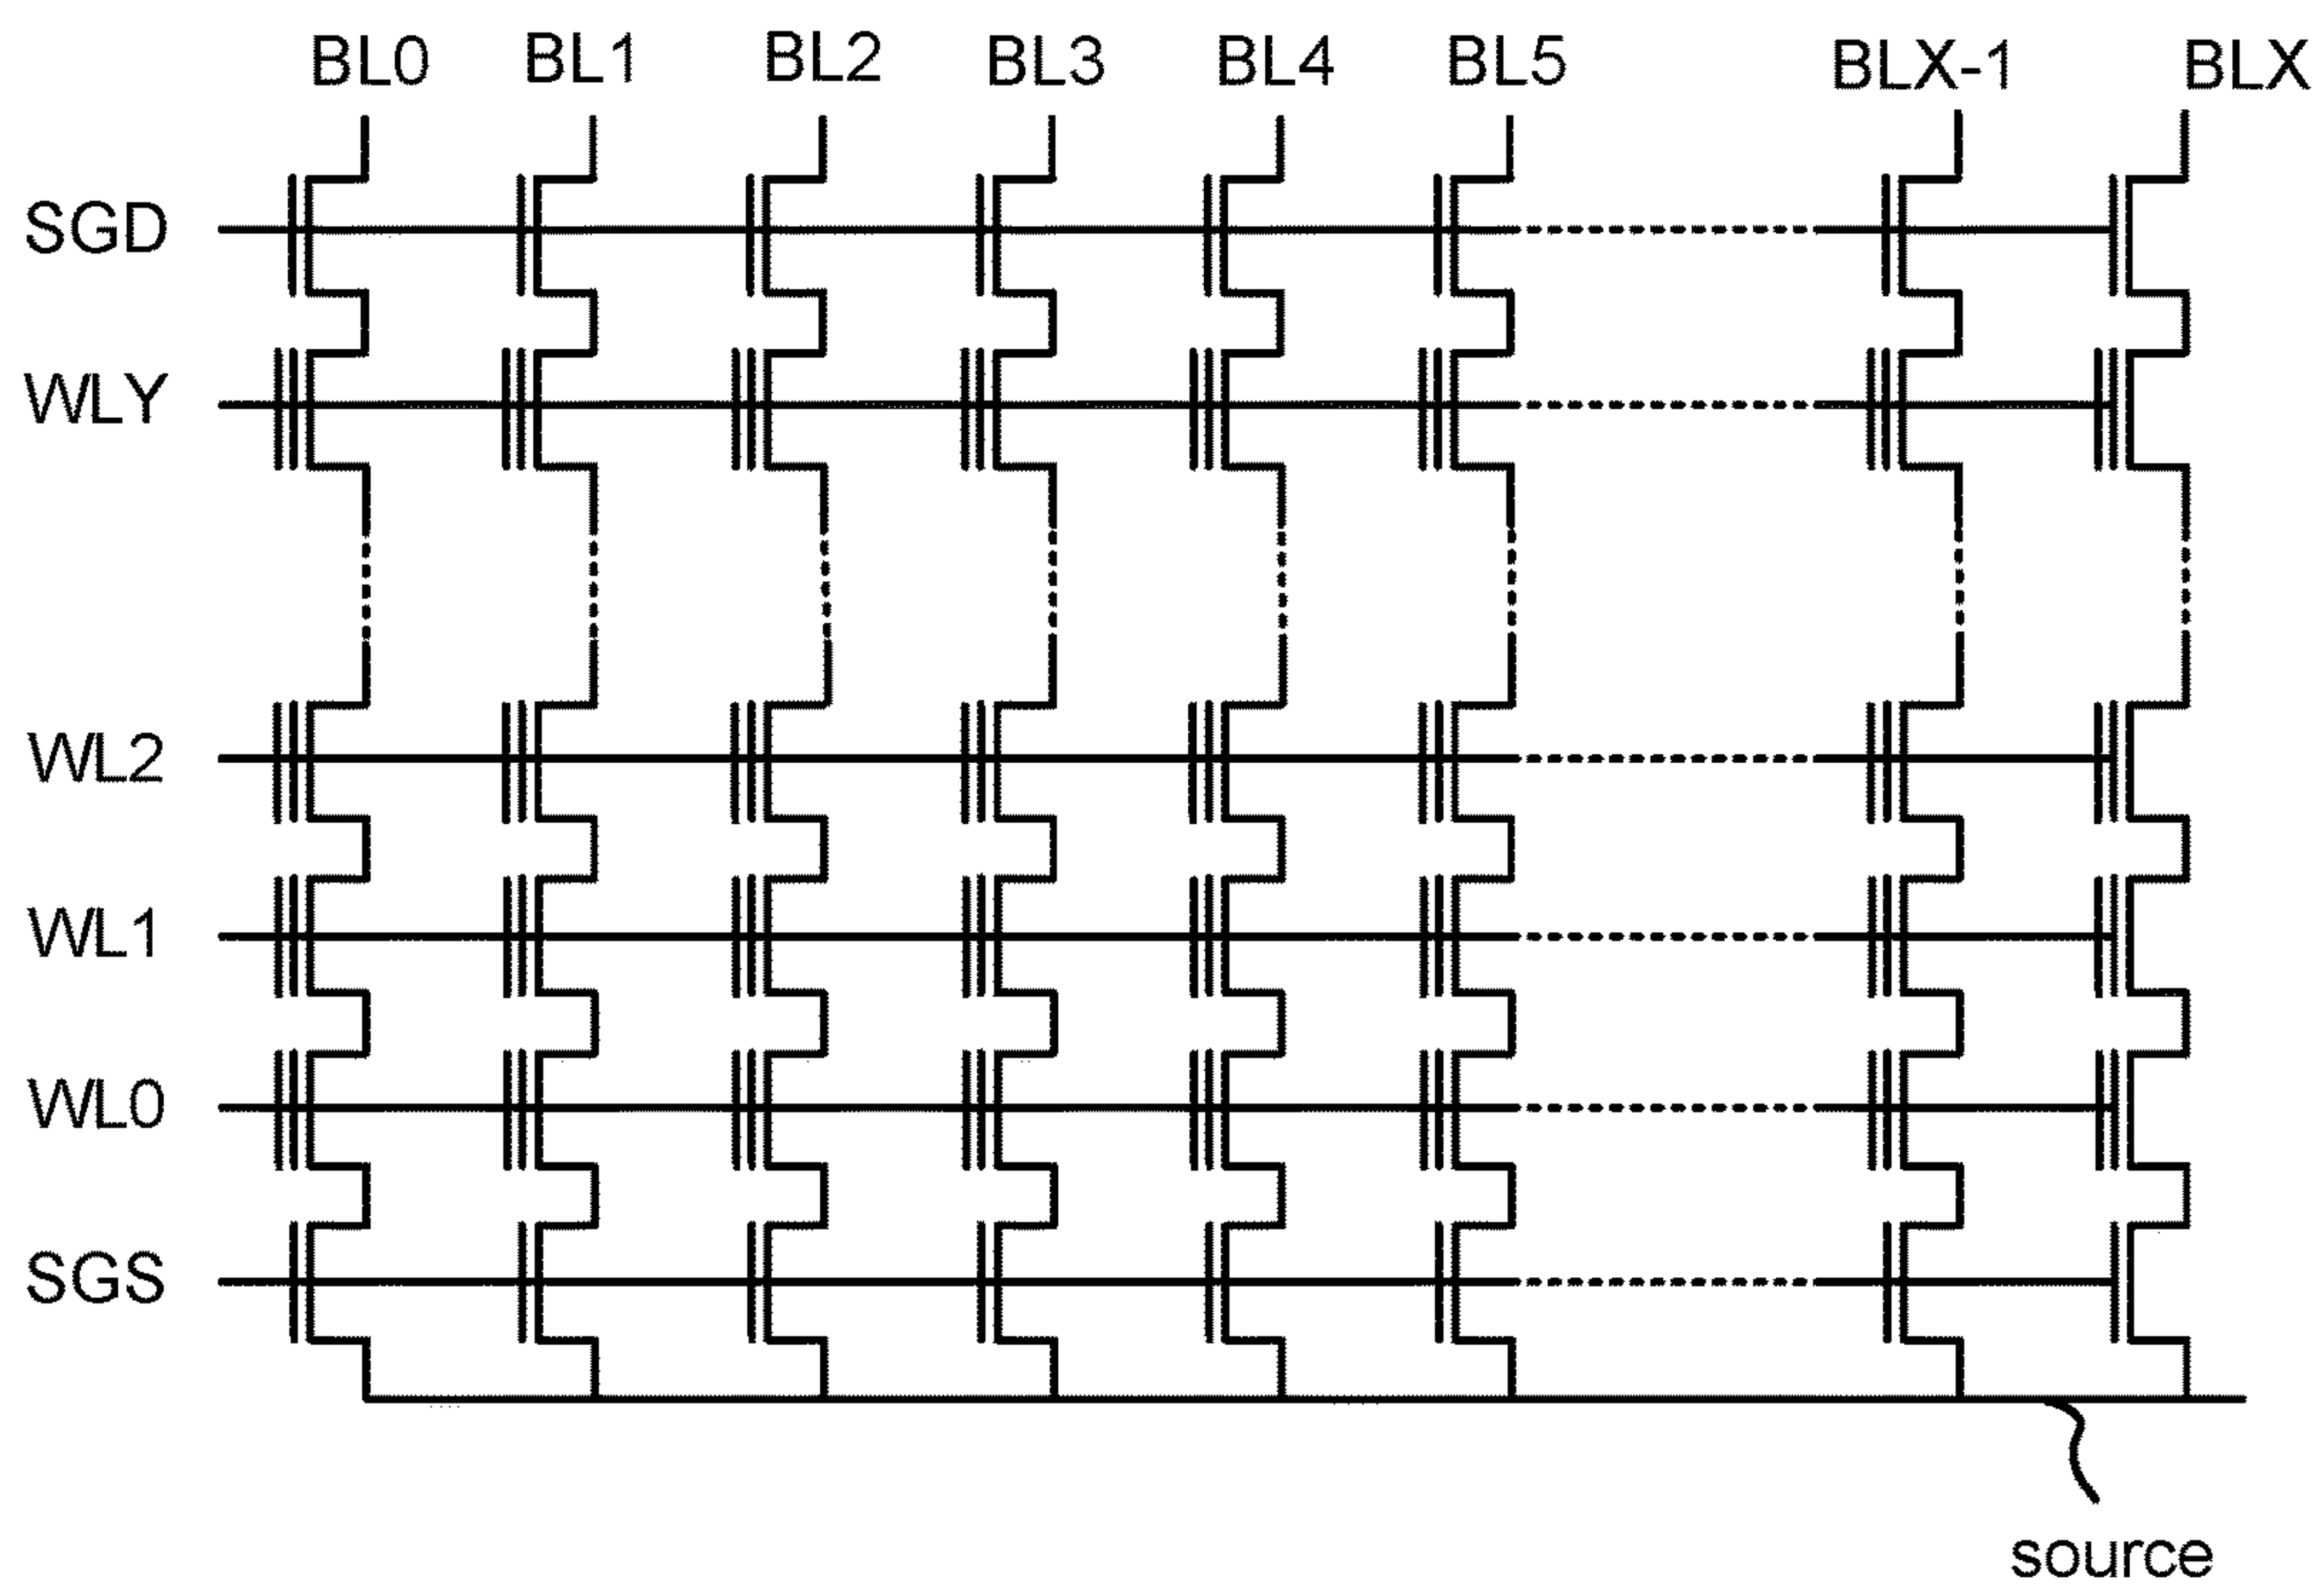 BL0 BL1 BL2 BL3 BL4 BL5 BLX-1 BLX
SGD
WLY
WL2
WL1
WL0
SGS
source